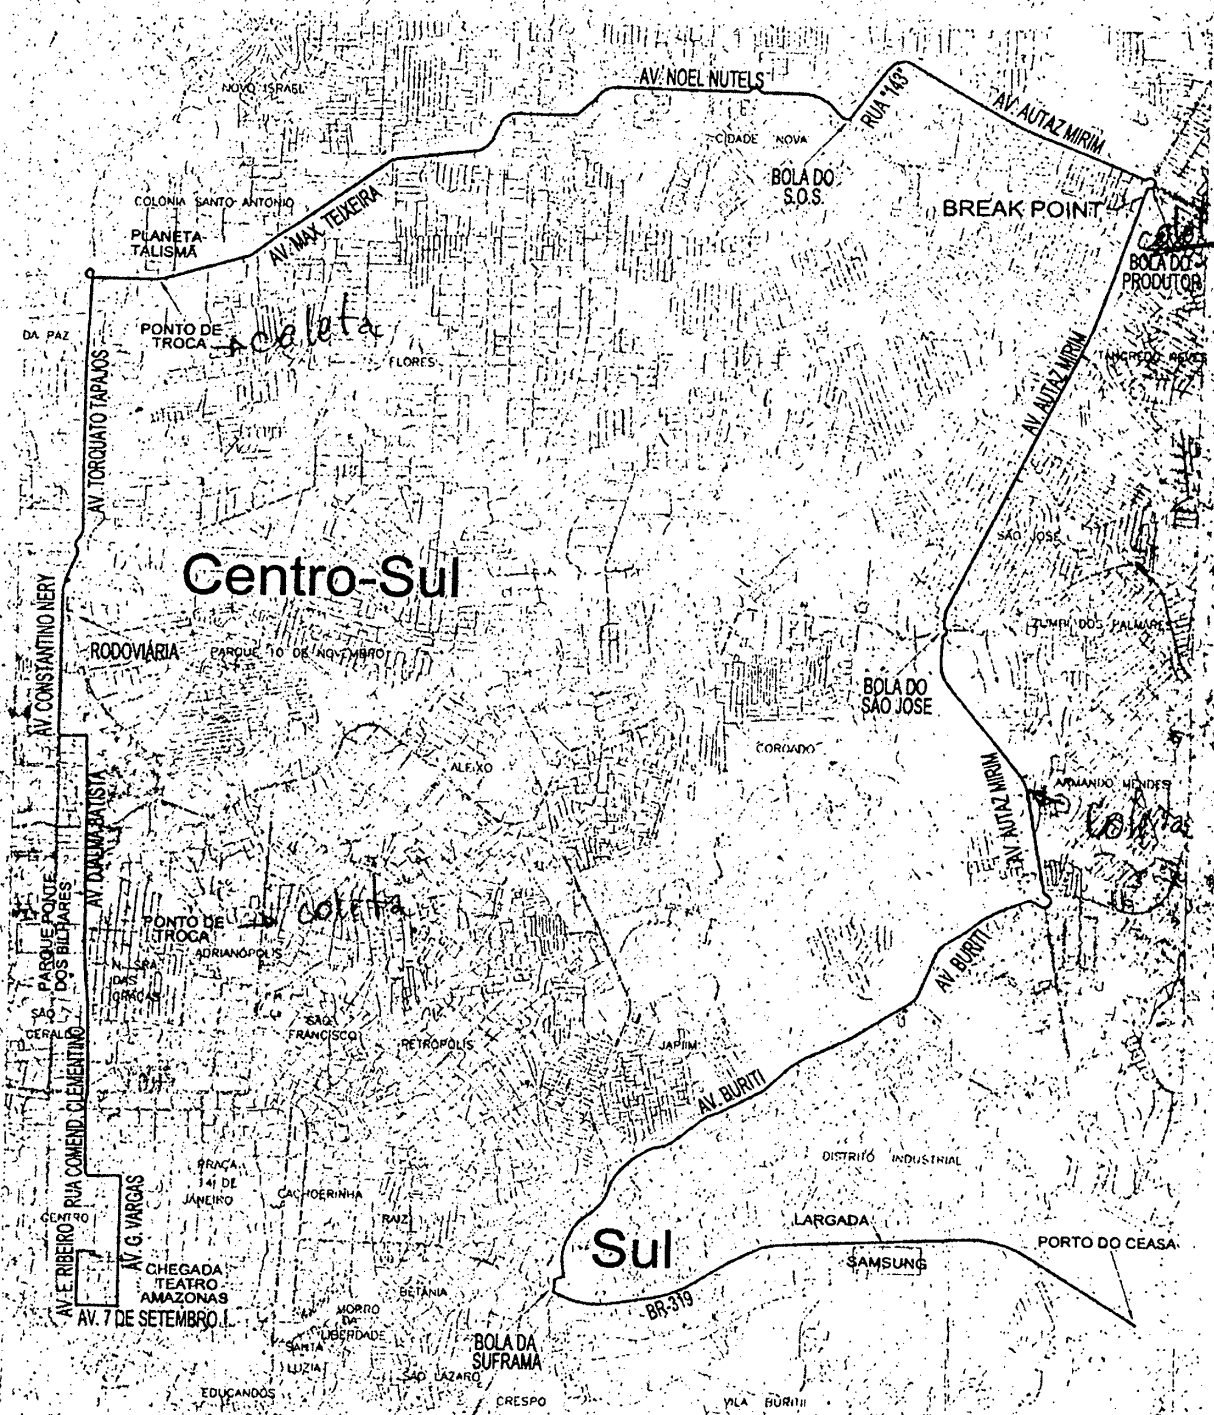 AV. NOEL NUTELS
NOVO ISRAEL
RUA "143"
AV. AUTAZ MIRIM
CIDADE NOVA
BOLA DO
S.O.S.
COLÔNIA SANTO ANTONIO
PLANETA
TALISMÃ
AV. MAX TEIXEIRA
BREAK POINT
BOLA DO
PRODUTOR
DA PAZ
PONTO DE
TROCA
coleta
FLORES
AV. TORQUATO TAPAJOS
AV. AUTAZ MIRIM
TANCREDO NEVES
SÃO JOSE
Centro-Sul
AV. CONSTANTINO NERY
RODOVIÁRIA
PARQUE 10 DE NOVEMBRO
ZUMBI DOS PALMARES
BOLA DO
SÃO JOSE
COROADO
ALEIXO
AV. AUTAZ MIRIM
ARMANDO MENDES
Coleta
AV. DJALMA BATISTA
PARQUE PONTE
DOS BILHARES
PONTO DE
TROCA
coleta
ADRIANÓPOLIS
N. SRA
DAS
GRAÇAS
AV. BURITI
SÃO
GERALDO
SÃO
FRANCISCO
PETRÓPOLIS
JAPIIM
RUA COMEND. CLEMENTINO
AV. BURITI
DISTRITO INDUSTRIAL
PRAÇA
14 DE
JANEIRO
CACHOEIRINHA
RAIZ
CENTRO
AV. E. RIBEIRO
AV. G. VARGAS
Sul
LARGADA
SAMSUNG
PORTO DO CEASA
CHEGADA
TEATRO
AMAZONAS
AV. 7 DE SETEMBRO
BETÂNIA
BR-319
MORRO
DA
LIBERDADE
SANTA
LUZIA
BOLA DA
SUFRAMA
SÃO LAZARO
EDUCANDOS
CRESPO
VILA BURITI